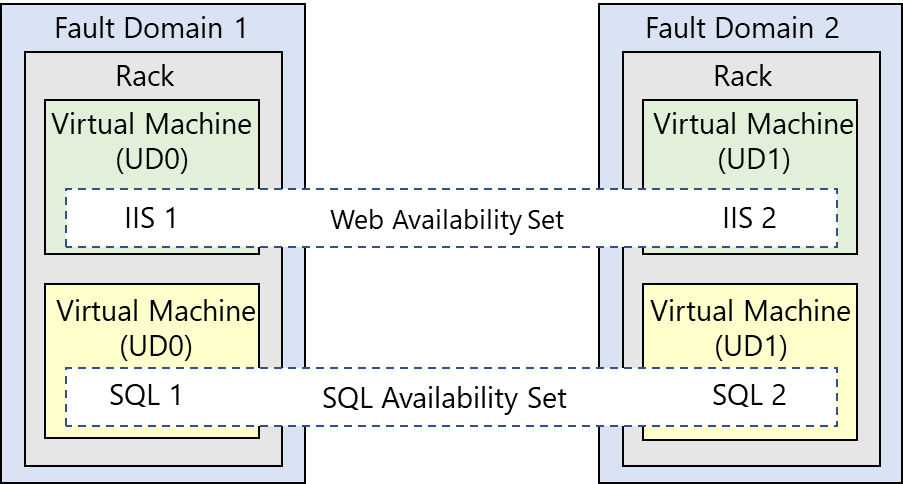 Fault Domain 1
Rack
Virtual Machine
(UD0)
IIS 1
Virtual Machine
(UD0)
SQL 1
Web Availability Set
SQL Availability Set
Fault Domain 2
Rack
Virtual Machine
(UD1)
IIS 2
Virtual Machine
(UD1)
SQL 2